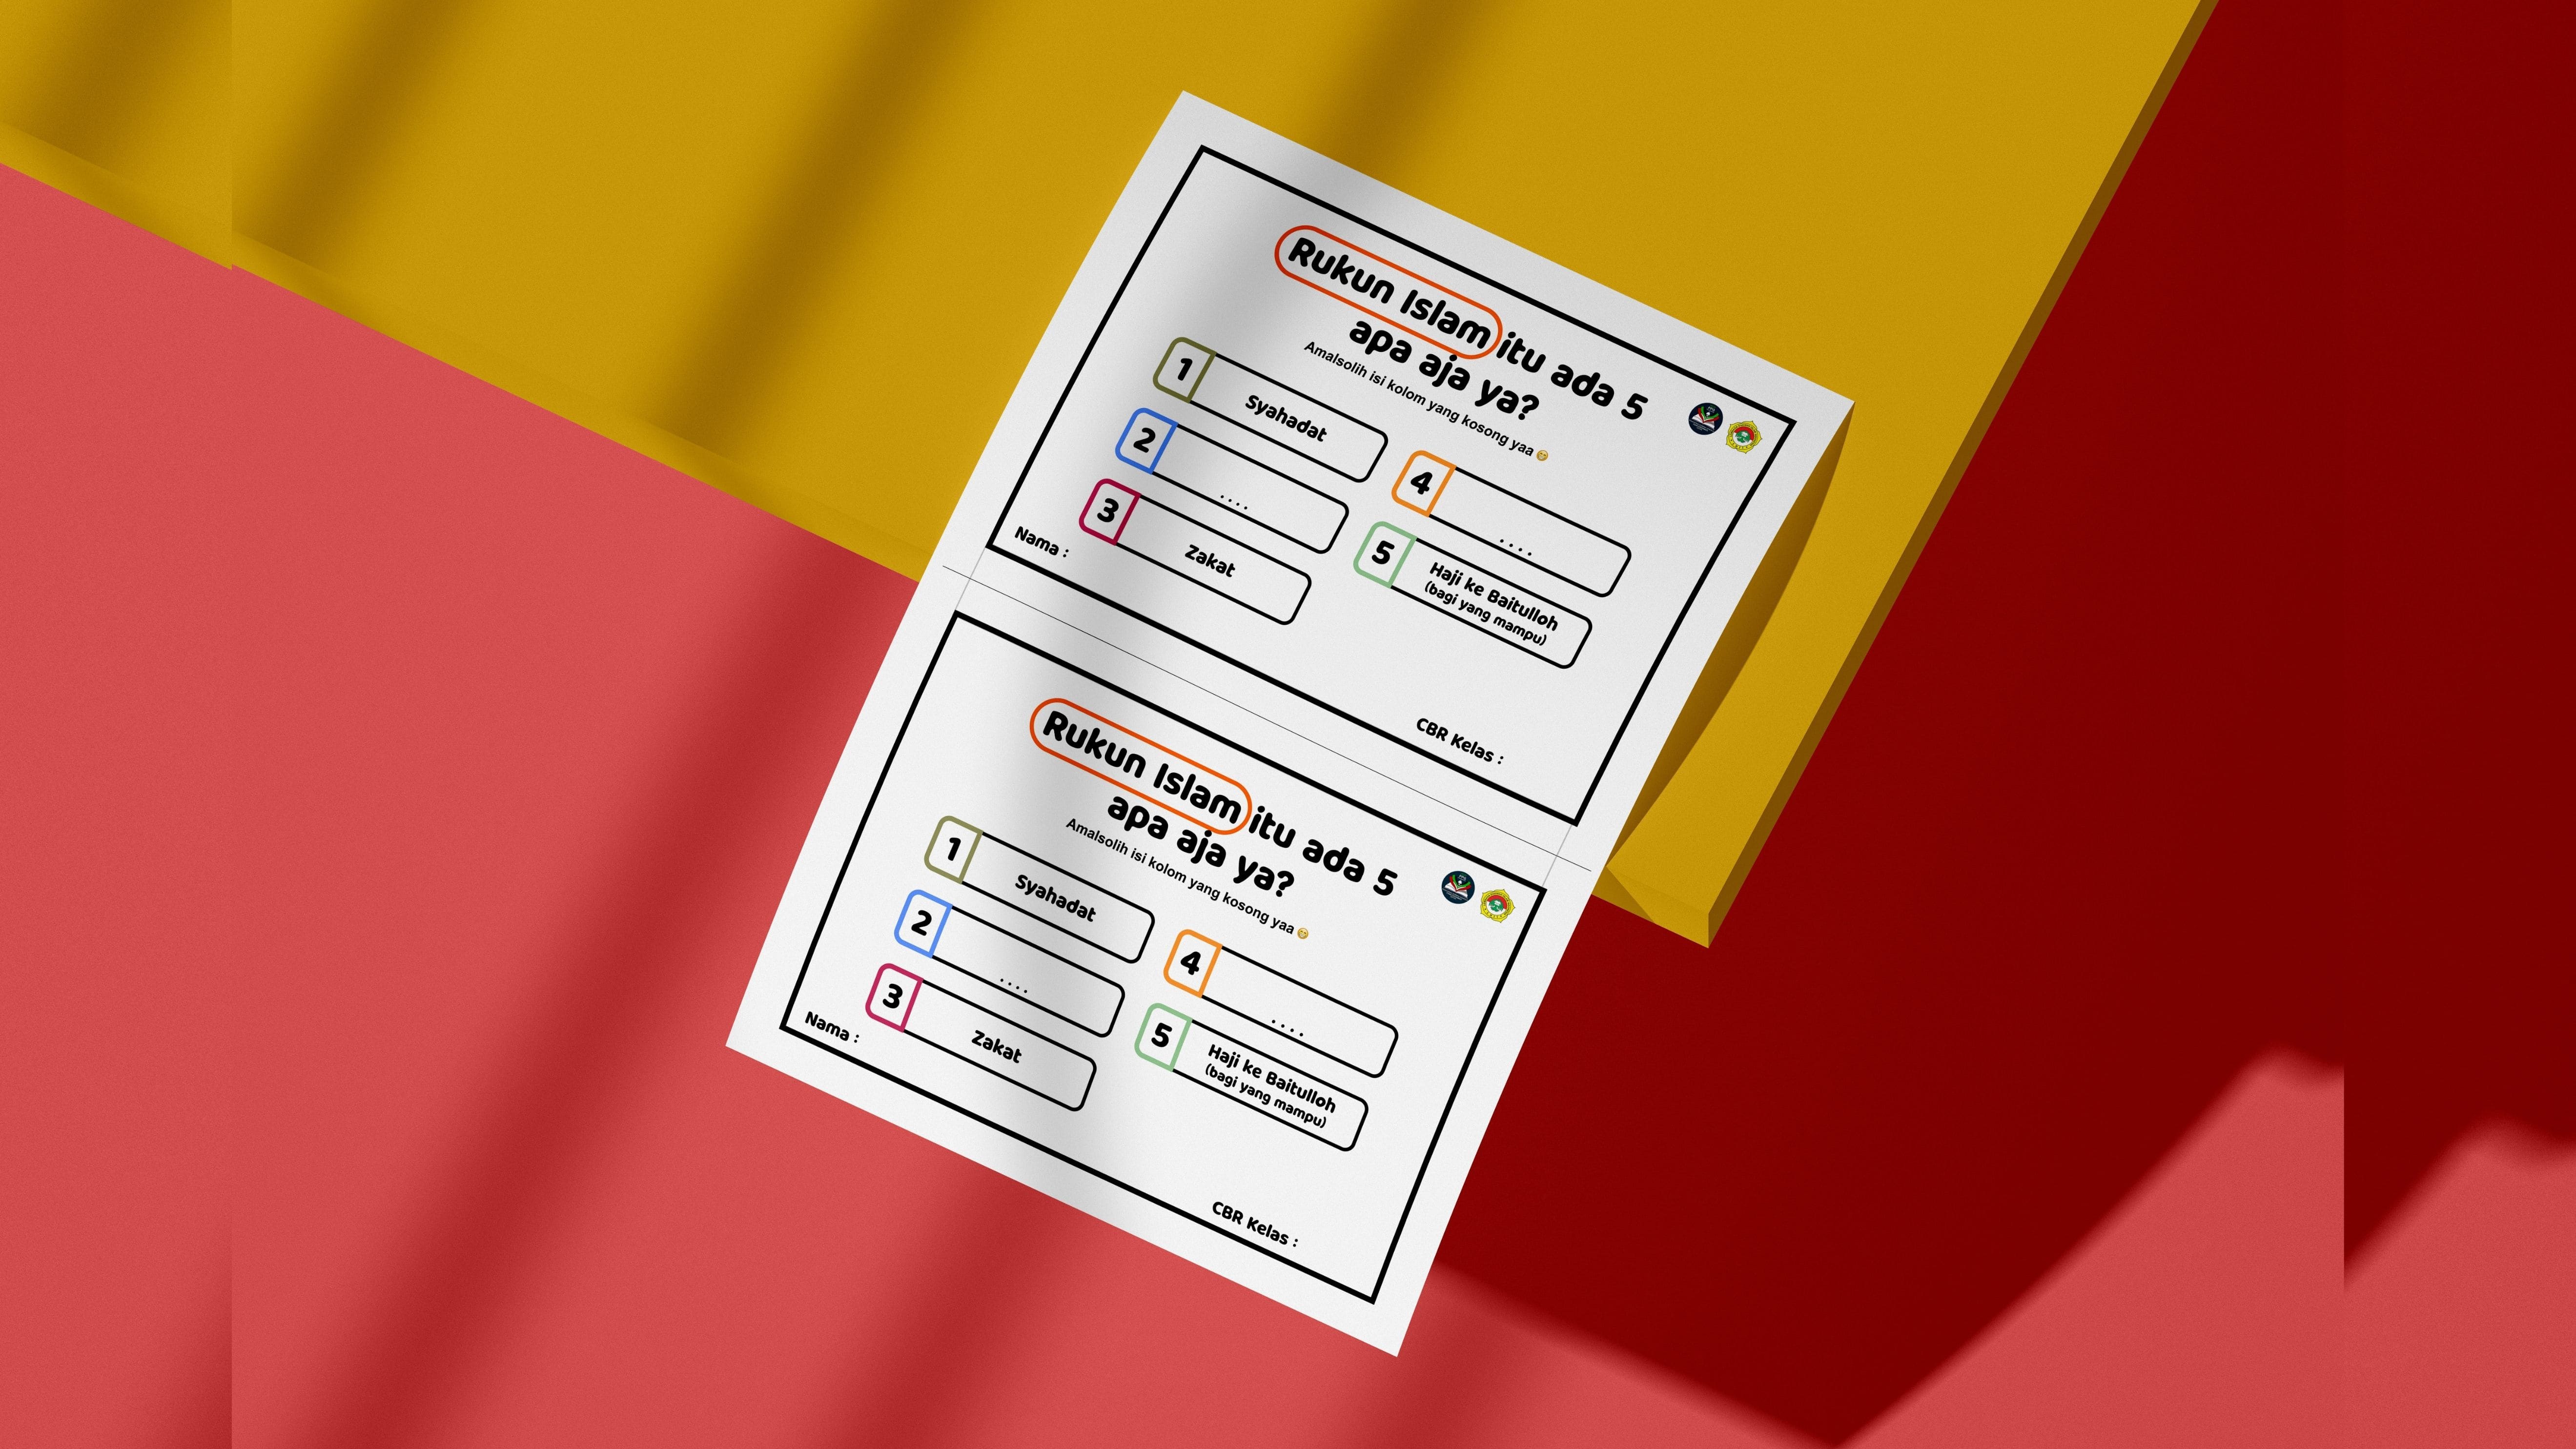 Rukun Islam itu ada 5
apa aja ya?
Amalsolih isi kolom yang kosong yaa 😁
1
Syahadat
2
....
3
Zakat
4
....
5
Haji ke Baitulloh
(bagi yang mampu)
Nama :
CBR Kelas :
Rukun Islam itu ada 5
apa aja ya?
Amalsolih isi kolom yang kosong yaa 😁
1
Syahadat
2
....
3
Zakat
4
....
5
Haji ke Baitulloh
(bagi yang mampu)
Nama :
CBR Kelas :